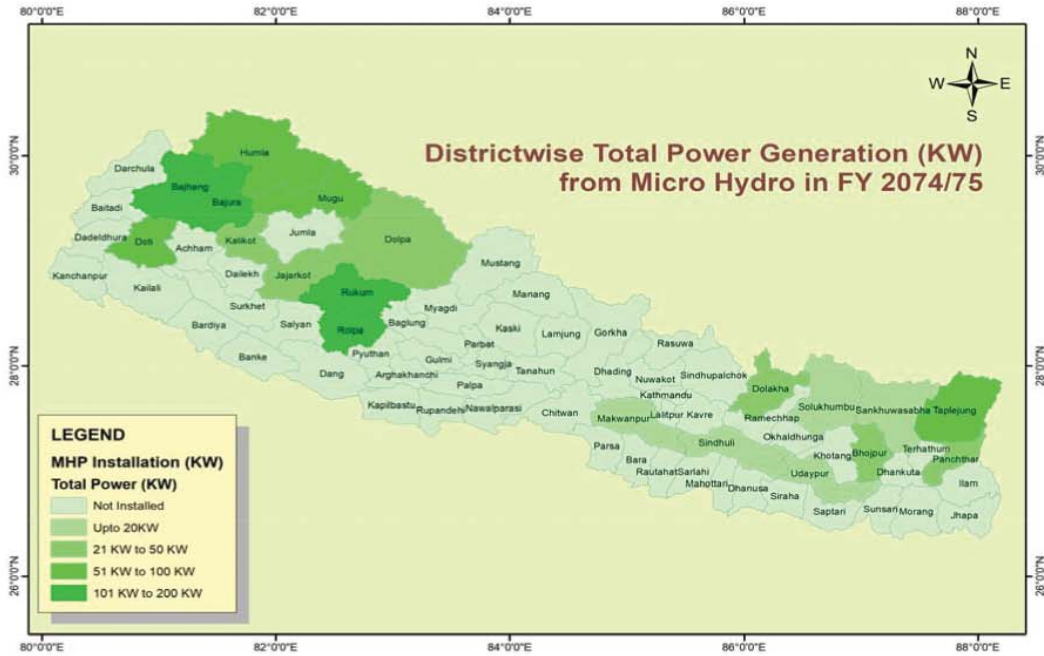 80°0'0"E 82°0'0"E 84°0'0"E 86°0'0"E 88°0'0"E
N
W E
S
Districtwise Total Power Generation (KW)
from Micro Hydro in FY 2074/75
30°0'0"N 30°0'0"N
28°0'0"N 28°0'0"N
26°0'0"N 26°0'0"N
Humla
Darchula
Bajhang
Bajura
Mugu
Baitadi
Dadeldhura
Doti
Achham
Kalikot
Jumla
Dolpa
Kanchanpur
Kailali
Dailekh
Jajarkot
Mustang
Surkhet
Rukum
Manang
Bardiya
Salyan
Rolpa
Baglung
Myagdi
Kaski
Lamjung
Gorkha
Banke
Pyuthan
Parbat
Rasuwa
Dang
Gulmi
Syangja
Arghakhanchi
Tanahun
Dhading
Nuwakot
Sindhupalchok
Palpa
Kathmandu
Dolakha
Kapilbastu
Rupandehi
Nawalparasi
Chitwan
Makwanpur
Lalitpur
Kavre
Ramechhap
Solukhumbu
Sankhuwasabha
Taplejung
Parsa
Bara
Sindhuli
Okhaldhunga
Khotang
Bhojpur
Terhathum
Panchthar
Rautahat
Sarlahi
Mahottari
Dhanusa
Siraha
Udaypur
Dhankuta
Ilam
Saptari
Sunsari
Morang
Jhapa
LEGEND
MHP Installation (KW)
Total Power (KW)
Not Installed
Upto 20KW
21 KW to 50 KW
51 KW to 100 KW
101 KW to 200 KW
80°0'0"E 82°0'0"E 84°0'0"E 86°0'0"E 88°0'0"E